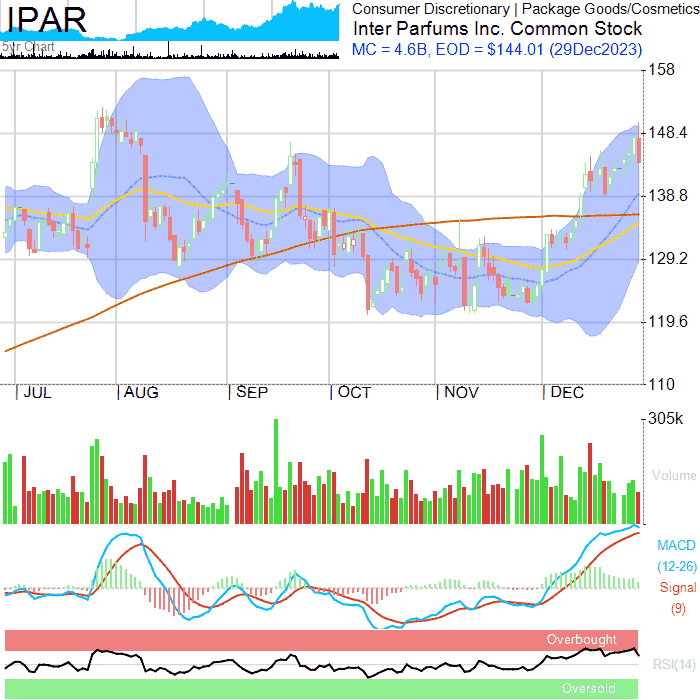 IPAR
5yr Chart
Consumer Discretionary | Package Goods/Cosmetics
Inter Parfums Inc. Common Stock
MC = 4.6B, EOD = $144.01 (29Dec2023)
158
148.4
138.8
129.2
119.6
110
JUL AUG SEP OCT NOV DEC
305k
Volume
MACD
(12-26)
Signal
(9)
Overbought
RSI(14)
Oversold